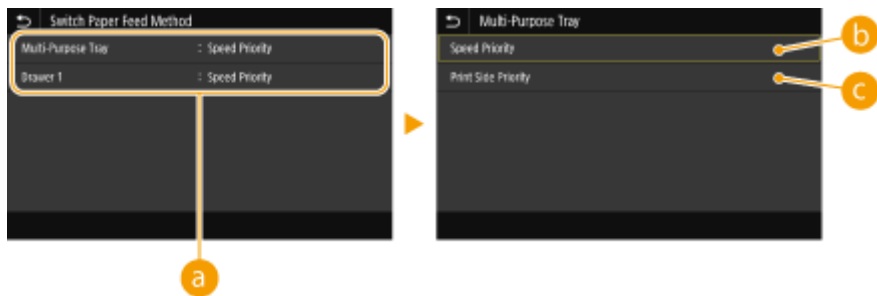 Switch Paper Feed Method
Multi-Purpose Tray : Speed Priority
Drawer 1 : Speed Priority
a
Multi-Purpose Tray
Speed Priority
Print Side Priority
b
c